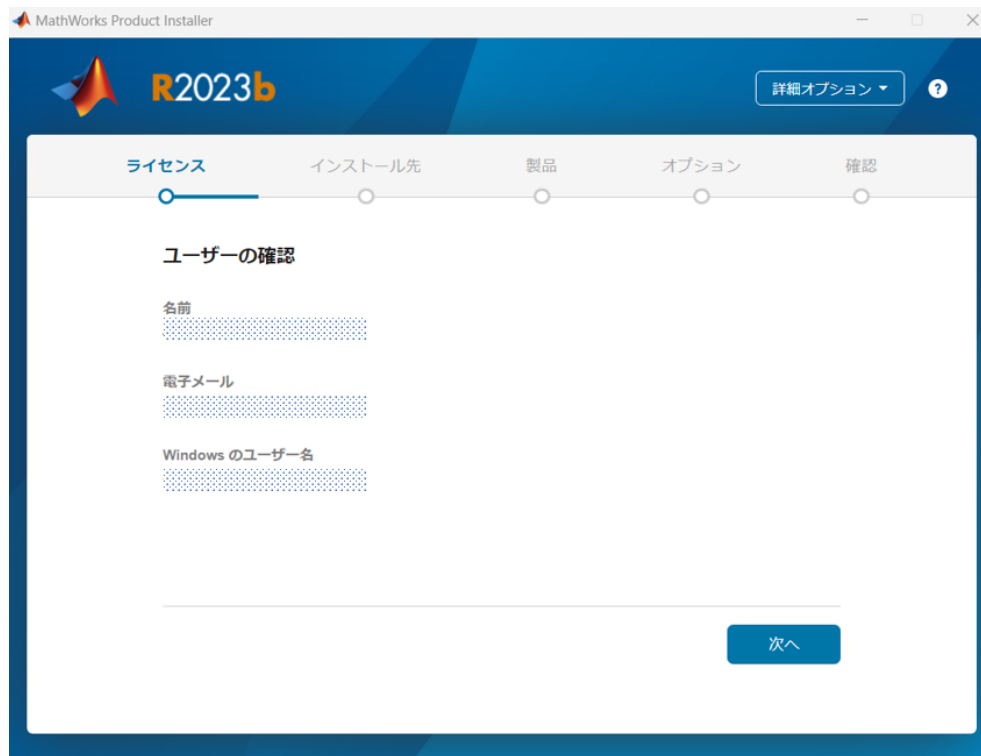 MathWorks Product Installer
R2023b
詳細オプション
?
ライセンス
インストール先
製品
オプション
確認
ユーザーの確認
名前
電子メール
Windows のユーザー名
次へ